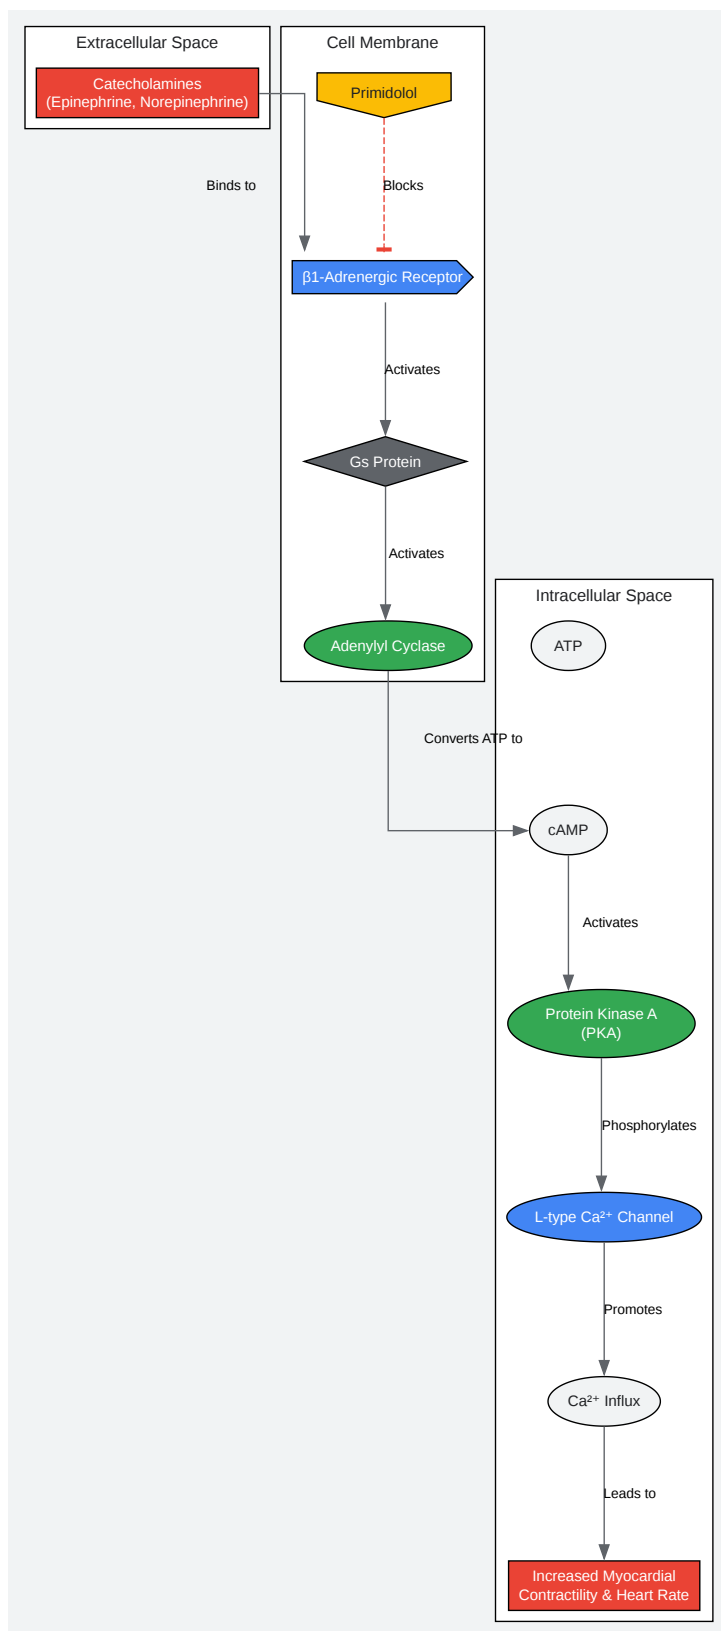 Extracellular Space
Catecholamines
(Epinephrine, Norepinephrine)
Cell Membrane
Primidolol
Binds to
Blocks
β1-Adrenergic Receptor
Activates
Gs Protein
Activates
Adenylyl Cyclase
Intracellular Space
ATP
Converts ATP to
cAMP
Activates
Protein Kinase A
(PKA)
Phosphorylates
L-type Ca²⁺ Channel
Promotes
Ca²⁺ Influx
Leads to
Increased Myocardial
Contractility & Heart Rate